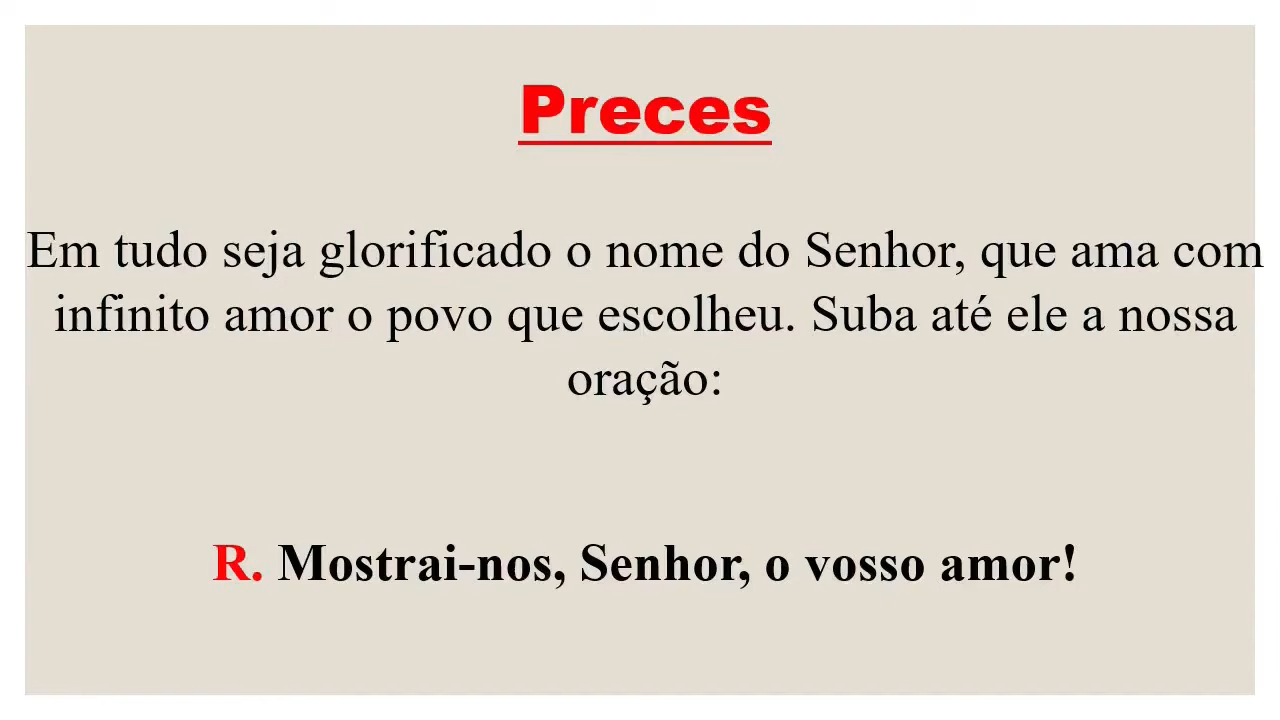 Preces
Em tudo seja glorificado o nome do Senhor, que ama com
infinito amor o povo que escolheu. Suba até ele a nossa
oração:
R. Mostrai-nos, Senhor, o vosso amor!